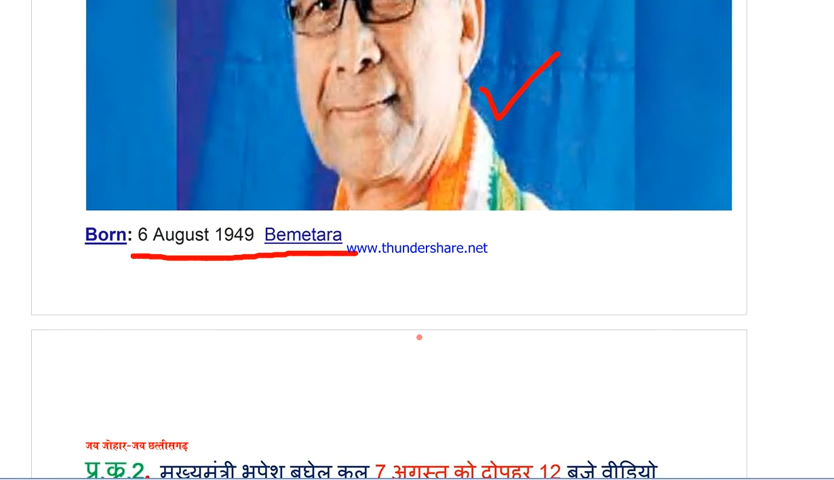 Born: 6 August 1949 Bemetara
www.thundershare.net
जय जोहार-जय छत्तीसगढ़
प्र.क्र.2. मुख्यमंत्री भूपेश बघेल कल 7 अगस्त को दोपहर 12 बजे वीडियो